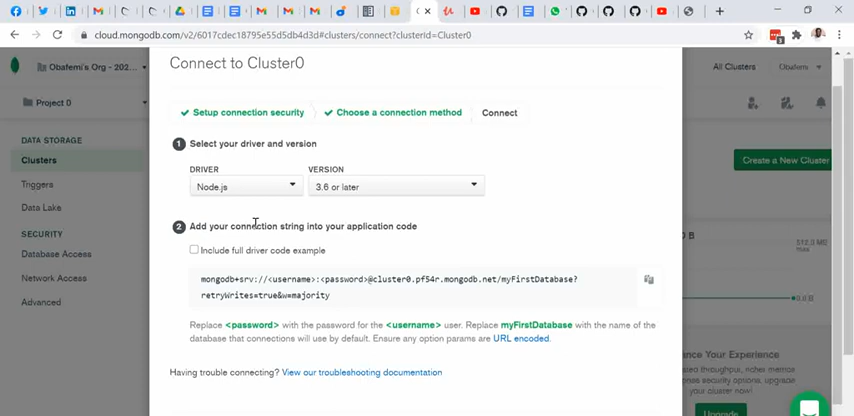 cloud.mongodb.com/v2/6017cdec18795e55d5db4d3d#clusters/connect?clusterId=Cluster0
Obafemi's Org - 202...
All Clusters
Obafemi
Project 0
Connect to Cluster0
Setup connection security
Choose a connection method
Connect
DATA STORAGE
Clusters
Triggers
Data Lake
SECURITY
Database Access
Network Access
Advanced
1 Select your driver and version
DRIVER
VERSION
Node.js
3.6 or later
Create a New Cluster
2 Add your connection string into your application code
Include full driver code example
mongodb+srv://<username>:<password>@cluster0.pf54r.mongodb.net/myFirstDatabase?
retryWrites=true&w=majority
Replace <password> with the password for the <username> user. Replace myFirstDatabase with the name of the
database that connections will use by default. Ensure any option params are URL encoded.
Having trouble connecting? View our troubleshooting documentation
ance Your Experience
throughput, richer metrics
Upgrade